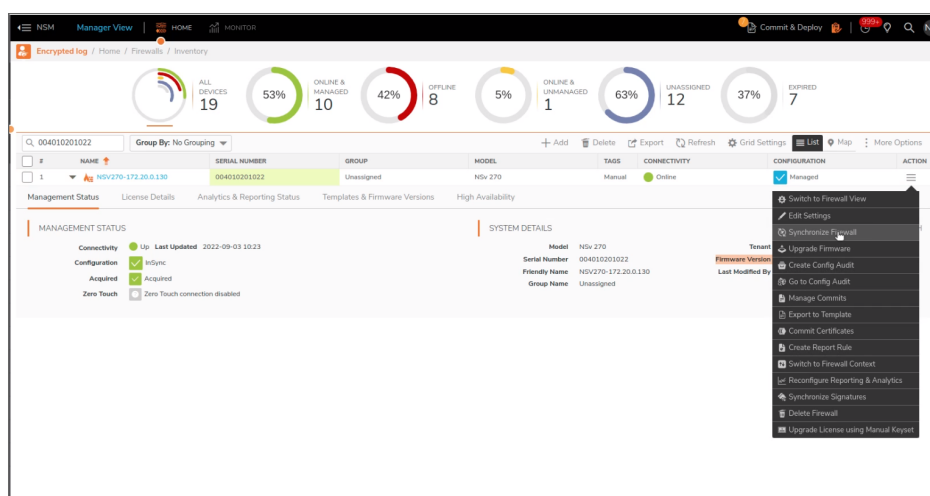 NSM Manager View HOME MONITOR Commit & Deploy 999+ N
Encrypted log / Home / Firewalls / Inventory
ALL DEVICES 19
53% ONLINE & MANAGED 10
42% OFFLINE 8
5% ONLINE & UNMANAGED 1
63% UNASSIGNED 12
37% EXPIRED 7
004010201022 Group By: No Grouping + Add Delete Export Refresh Grid Settings List Map More Options
# NAME SERIAL NUMBER GROUP MODEL TAGS CONNECTIVITY CONFIGURATION ACTION
1 NSV270-172.20.0.130 004010201022 Unassigned NSv 270 Manual Online Managed
Management Status License Details Analytics & Reporting Status Templates & Firmware Versions High Availability
MANAGEMENT STATUS
Connectivity Up Last Updated 2022-09-03 10:23
Configuration InSync
Acquired Acquired
Zero Touch Zero Touch connection disabled
SYSTEM DETAILS
Model NSv 270 Tenant
Serial Number 004010201022 Firmware Version
Friendly Name NSV270-172.20.0.130 Last Modified By
Group Name Unassigned
Switch to Firewall View
Edit Settings
Synchronize Firewall
Upgrade Firmware
Create Config Audit
Go to Config Audit
Manage Commits
Export to Template
Commit Certificates
Create Report Rule
Switch to Firewall Context
Reconfigure Reporting & Analytics
Synchronize Signatures
Delete Firewall
Upgrade License using Manual Keyset